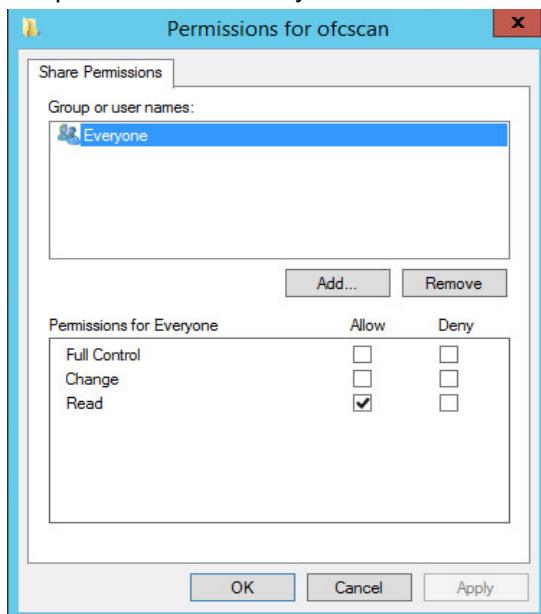 Permissions for ofcscan
x
Share Permissions
Group or user names:
Everyone
Add... Remove
Permissions for Everyone Allow Deny
Full Control
Change
Read
OK Cancel Apply